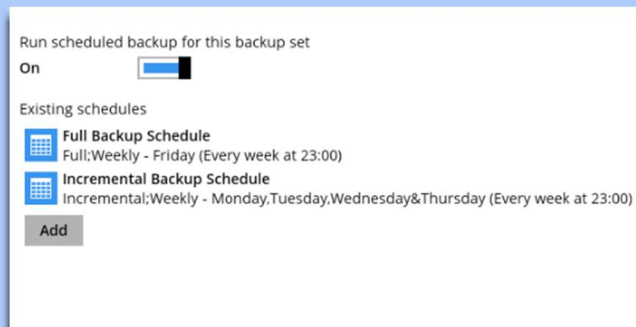 Run scheduled backup for this backup set
On
Existing schedules
Full Backup Schedule
Full;Weekly - Friday (Every week at 23:00)
Incremental Backup Schedule
Incremental;Weekly - Monday,Tuesday,Wednesday&Thursday (Every week at 23:00)
Add